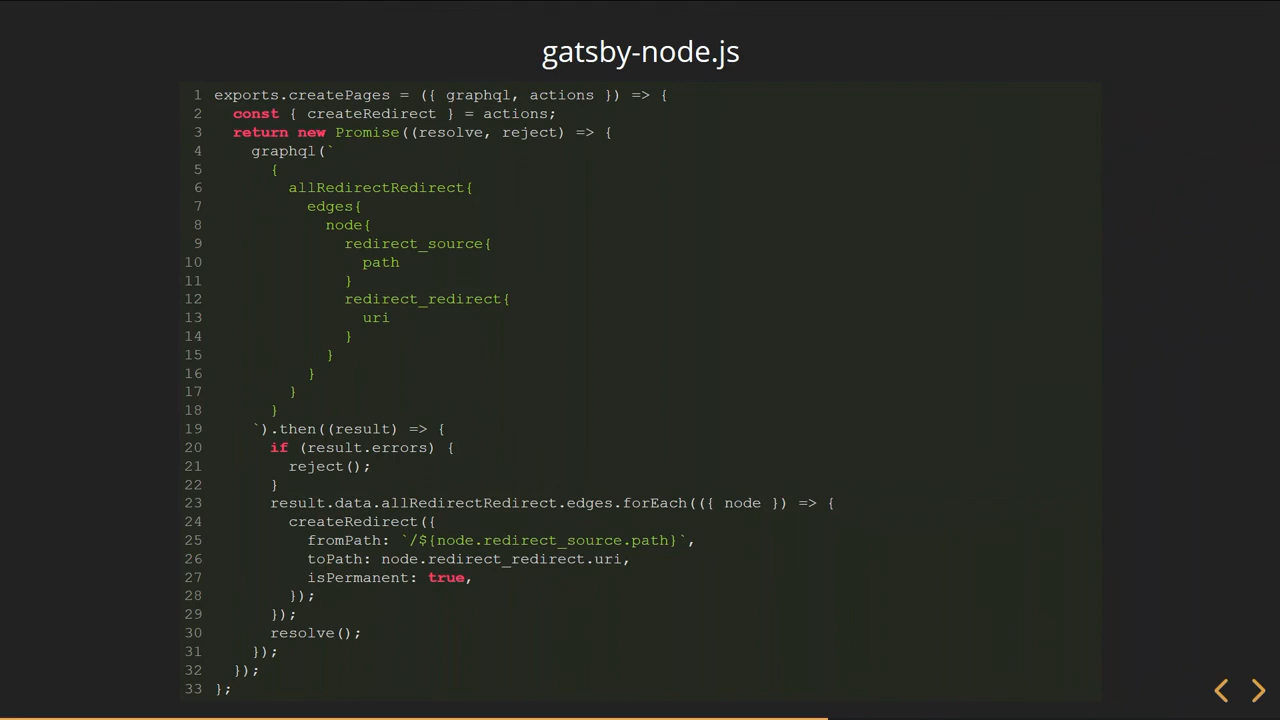 gatsby-node.js
1 exports.createPages = ({ graphql, actions }) => {
2   const { createRedirect } = actions;
3   return new Promise((resolve, reject) => {
4     graphql(`
5       {
6         allRedirectRedirect{
7           edges{
8             node{
9               redirect_source{
10                 path
11               }
12               redirect_redirect{
13                 uri
14               }
15             }
16           }
17         }
18       }
19     `).then((result) => {
20       if (result.errors) {
21         reject();
22       }
23       result.data.allRedirectRedirect.edges.forEach(({ node }) => {
24         createRedirect({
25           fromPath: `/${node.redirect_source.path}`,
26           toPath: node.redirect_redirect.uri,
27           isPermanent: true,
28         });
29       });
30       resolve();
31     });
32   });
33 };